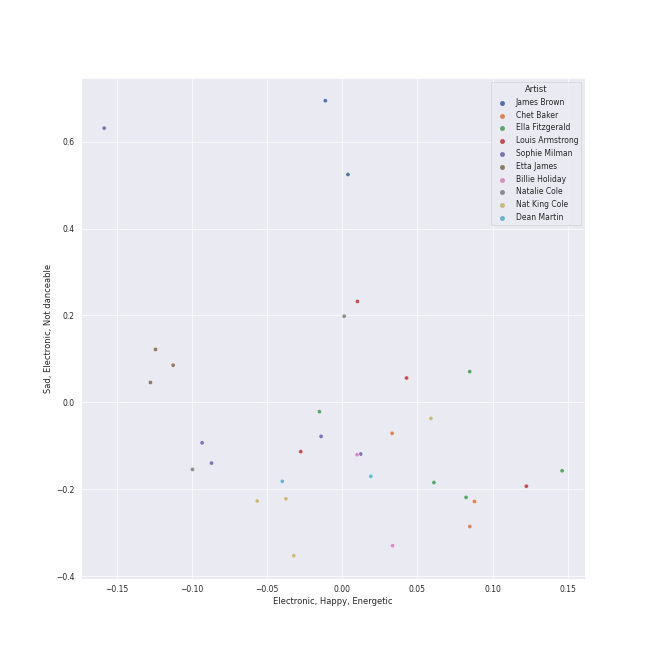 Artist
James Brown
Chet Baker
Ella Fitzgerald
Louis Armstrong
Sophie Milman
Etta James
Billie Holiday
Natalie Cole
Nat King Cole
Dean Martin
0.6
0.4
0.2
0.0
−0.2
−0.4
Sad, Electronic, Not danceable
−0.15
−0.10
−0.05
0.00
0.05
0.10
0.15
Electronic, Happy, Energetic